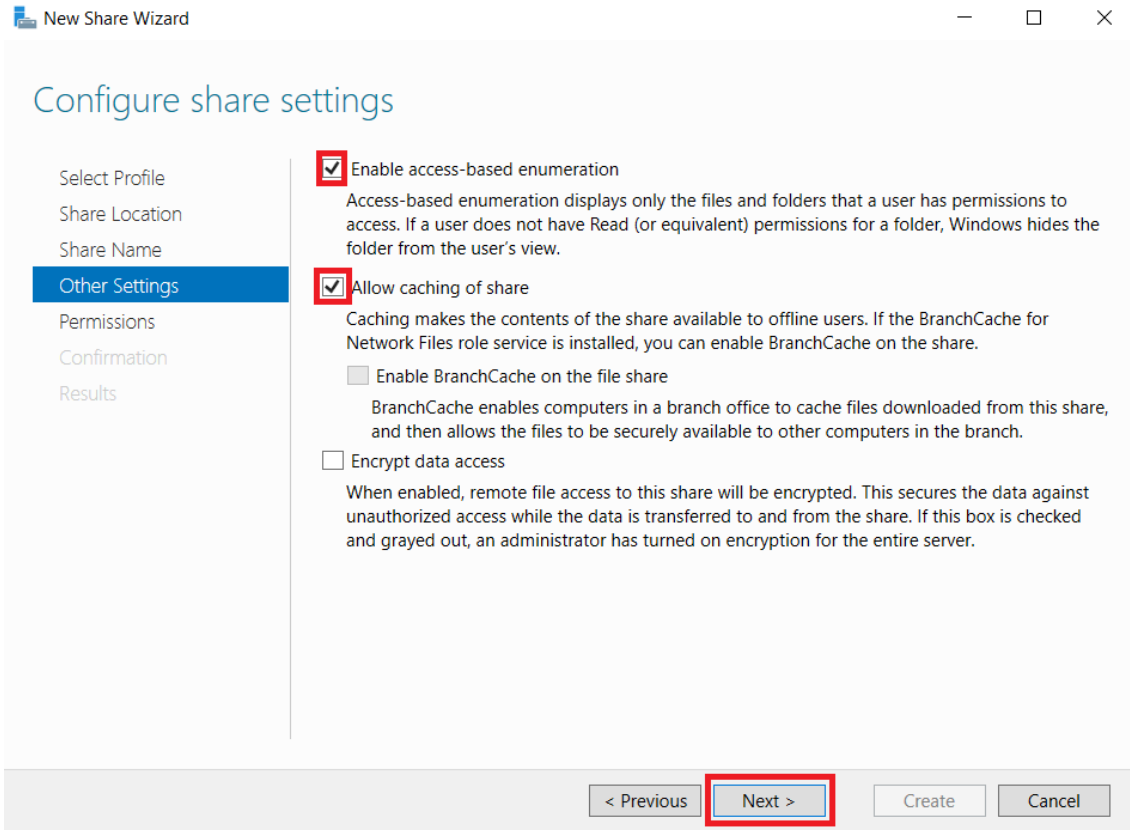 New Share Wizard
Configure share settings
Select Profile
Share Location
Share Name
Other Settings
Permissions
Confirmation
Results
Enable access-based enumeration
Access-based enumeration displays only the files and folders that a user has permissions to
access. If a user does not have Read (or equivalent) permissions for a folder, Windows hides the
folder from the user's view.
Allow caching of share
Caching makes the contents of the share available to offline users. If the BranchCache for
Network Files role service is installed, you can enable BranchCache on the share.
Enable BranchCache on the file share
BranchCache enables computers in a branch office to cache files downloaded from this share,
and then allows the files to be securely available to other computers in the branch.
Encrypt data access
When enabled, remote file access to this share will be encrypted. This secures the data against
unauthorized access while the data is transferred to and from the share. If this box is checked
and grayed out, an administrator has turned on encryption for the entire server.
< Previous
Next >
Create
Cancel